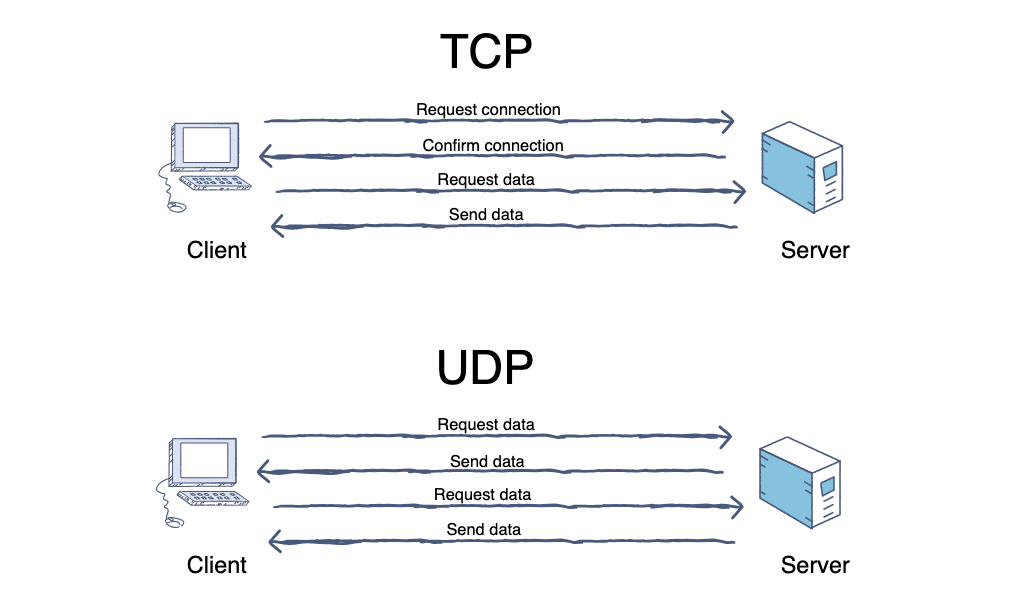 TCP
Request connection
Confirm connection
Request data
Send data
Client
Server
UDP
Request data
Send data
Request data
Send data
Client
Server